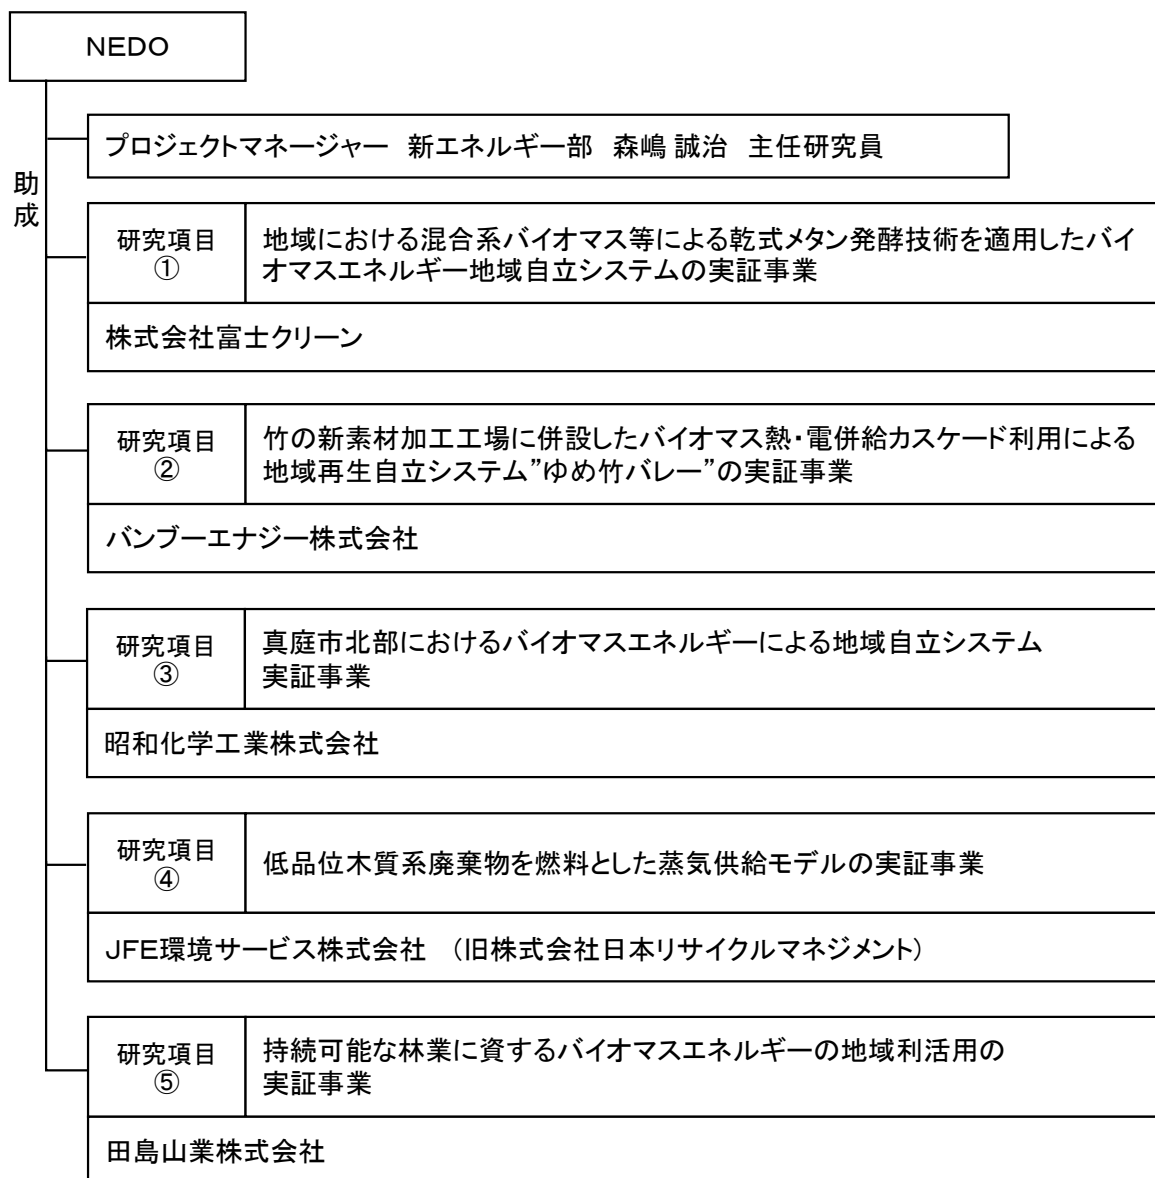 NEDO
プロジェクトマネージャー 新エネルギー部 森嶋 誠治 主任研究員
助
成
研究項目
①
地域における混合系バイオマス等による乾式メタン発酵技術を適用したバイ
オマスエネルギー地域自立システムの実証事業
株式会社富士クリーン
研究項目
②
竹の新素材加工工場に併設したバイオマス熱・電併給カスケード利用による
地域再生自立システム”ゆめ竹バレー”の実証事業
バンブーエナジー株式会社
研究項目
③
真庭市北部におけるバイオマスエネルギーによる地域自立システム
実証事業
昭和化学工業株式会社
研究項目
④
低品位木質系廃棄物を燃料とした蒸気供給モデルの実証事業
JFE環境サービス株式会社 （旧株式会社日本リサイクルマネジメント）
研究項目
⑤
持続可能な林業に資するバイオマスエネルギーの地域利活用の
実証事業
田島山業株式会社